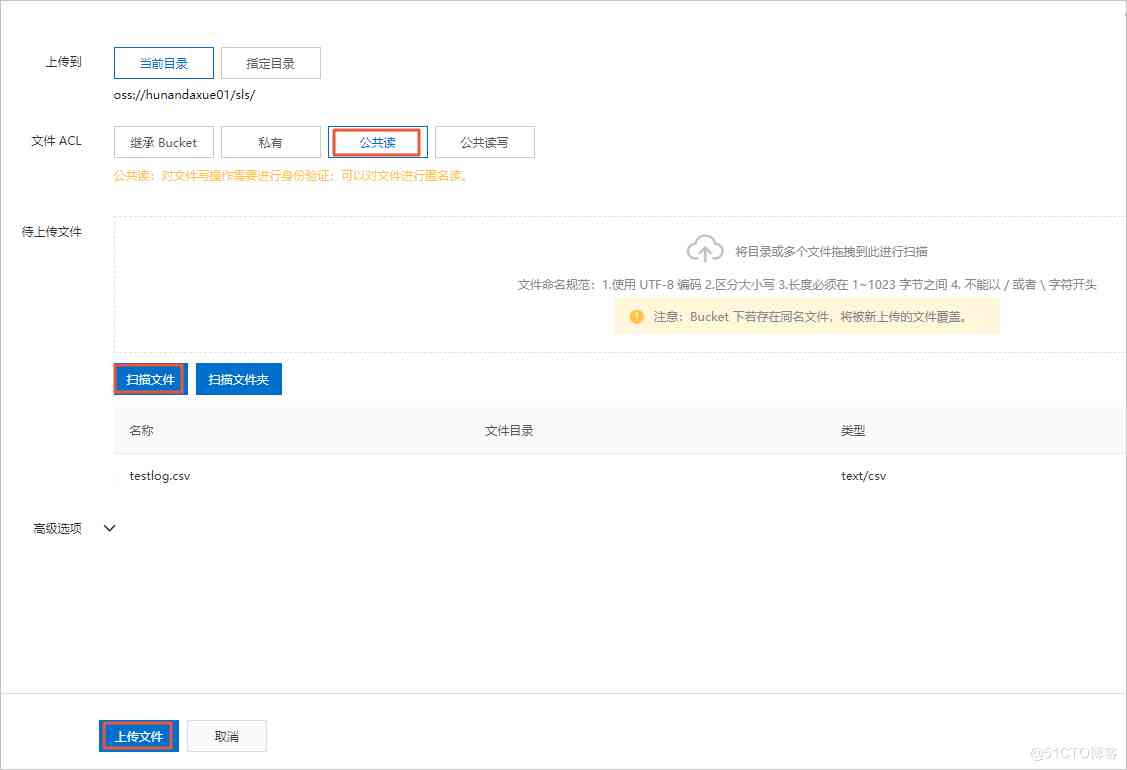 上传到 当前目录 指定目录
oss://hunandaxue01/sls/
文件 ACL 继承 Bucket 私有 公共读 公共读写
公共读：对文件写操作需要进行身份验证；可以对文件进行匿名读。
待上传文件
将目录或多个文件拖拽到此进行扫描
文件命名规范：1.使用 UTF-8 编码 2.区分大小写 3.长度必须在 1~1023 字节之间 4. 不能以 / 或者 \ 字符开头
注意：Bucket 下若存在同名文件，将被新上传的文件覆盖。
扫描文件 扫描文件夹
名称 文件目录 类型
testlog.csv text/csv
高级选项
上传文件 取消
@51CTO博客